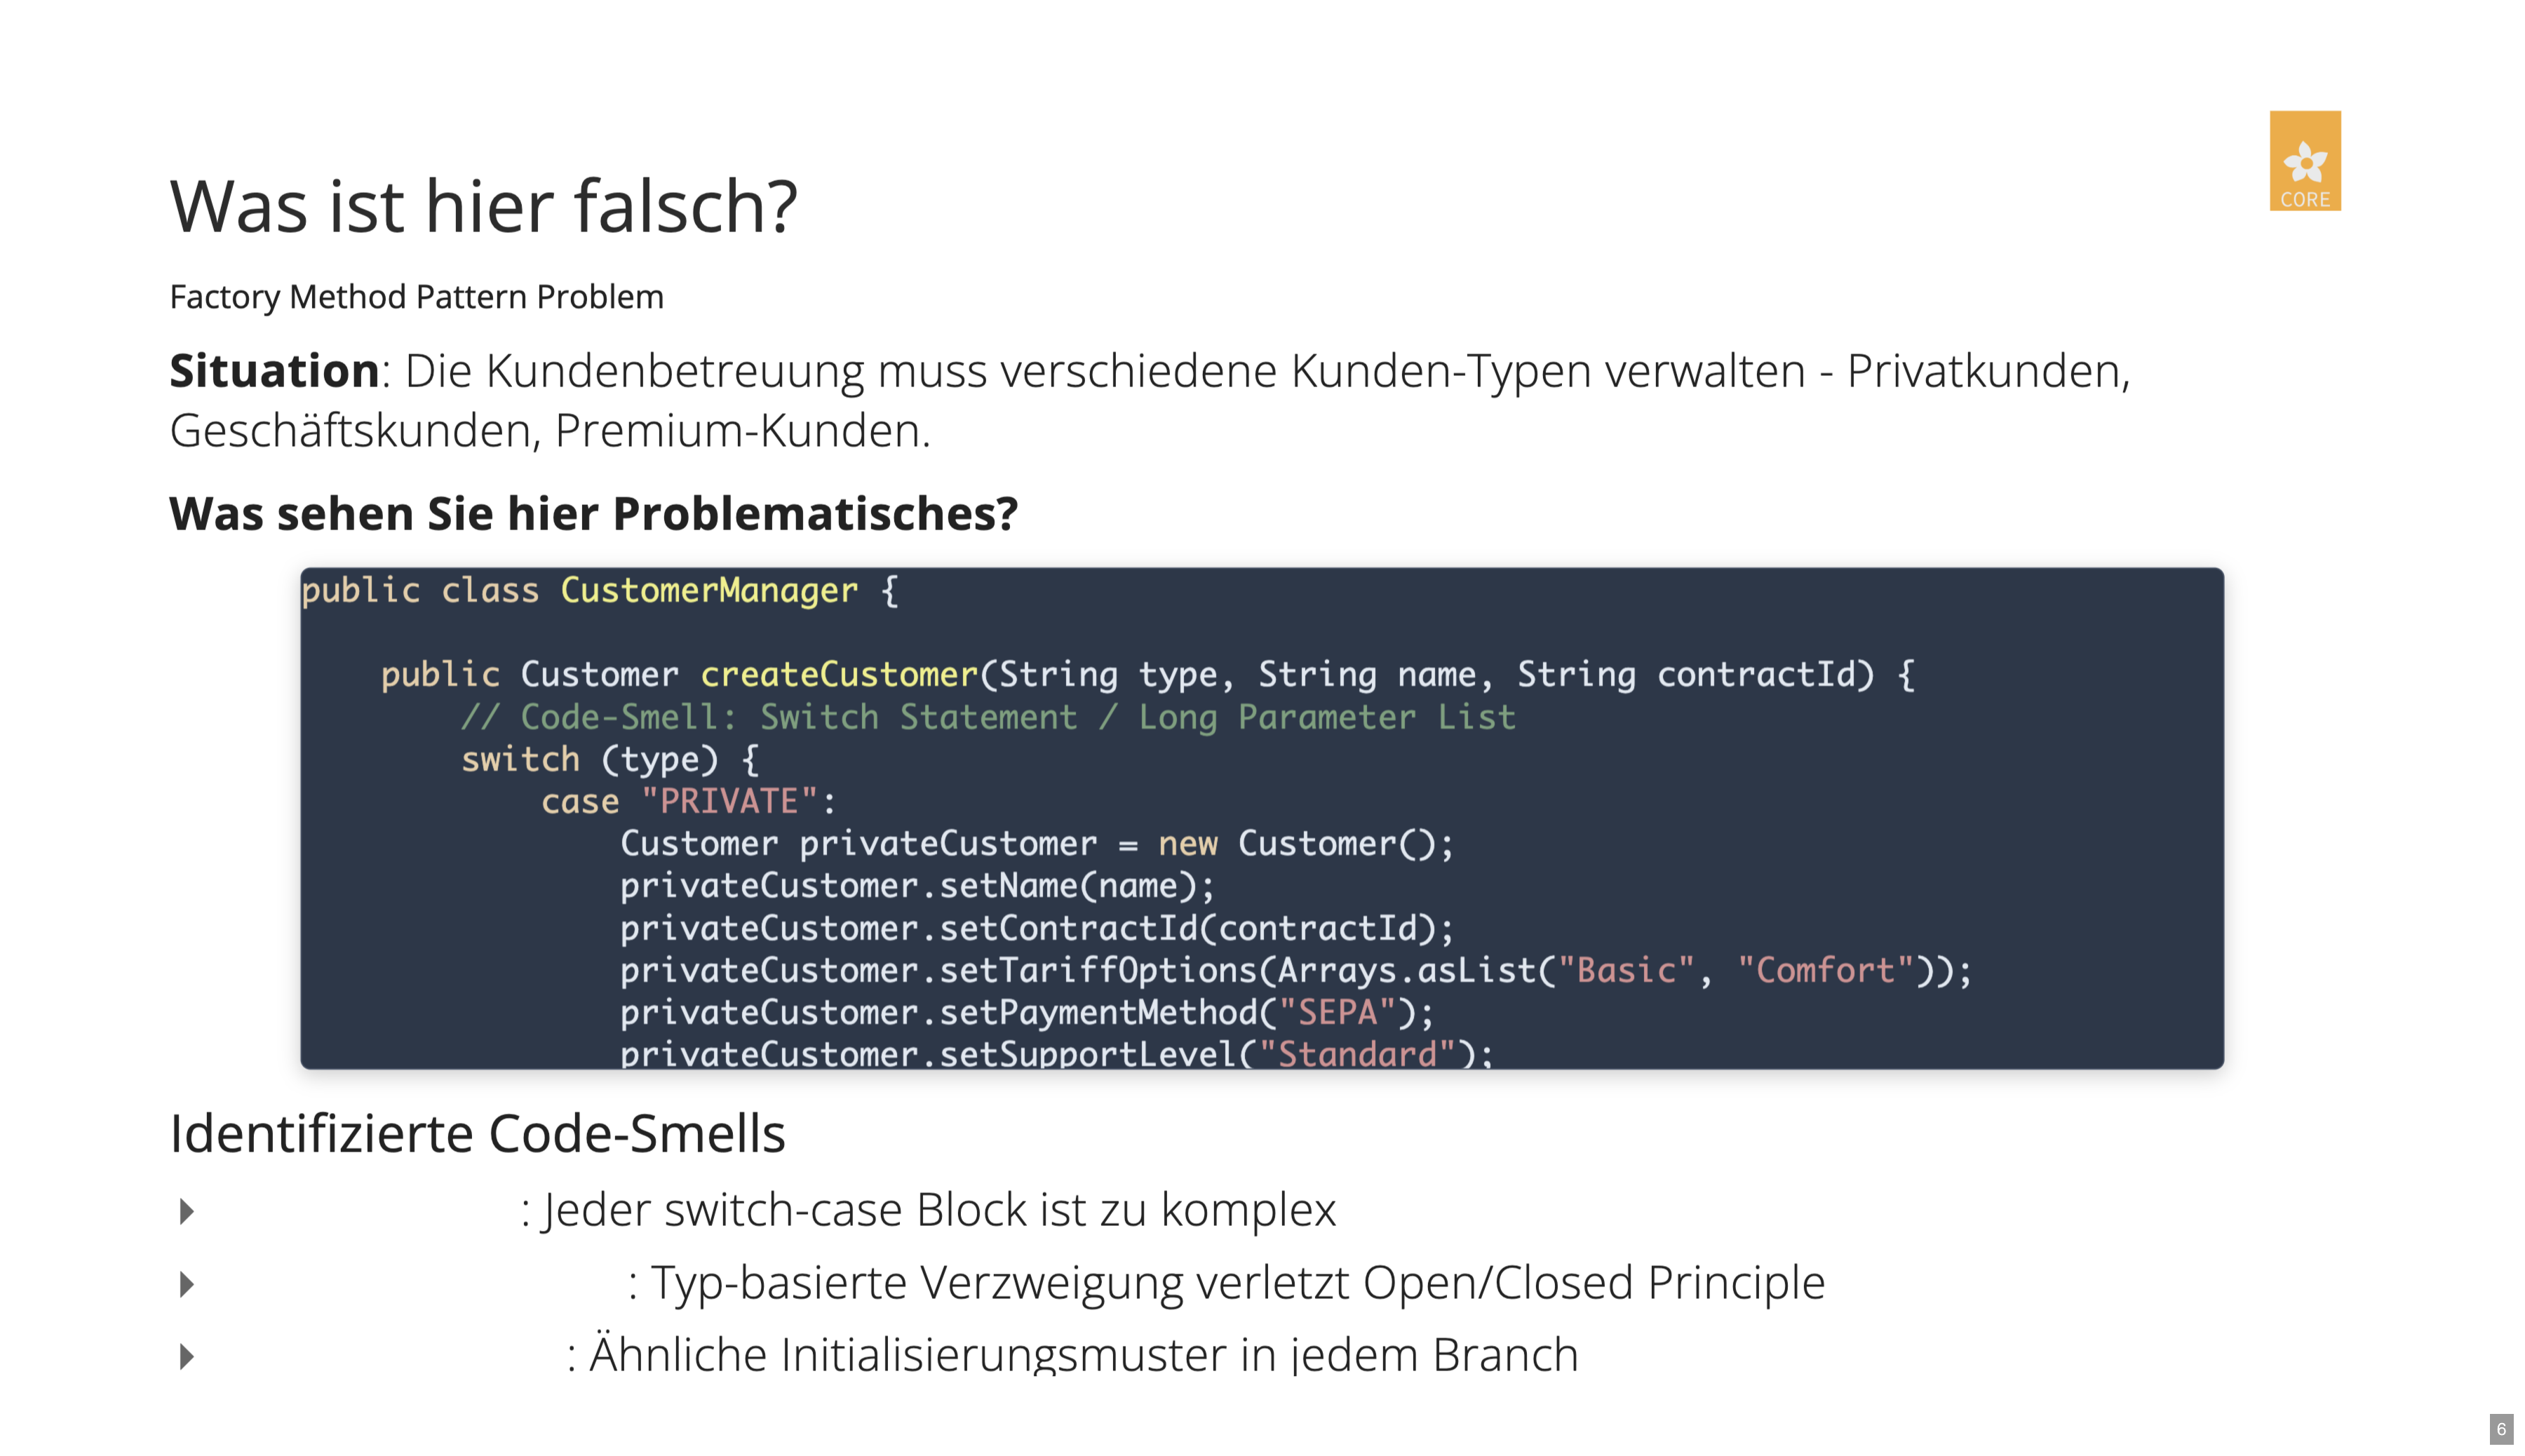 CORE
Was ist hier falsch?
Factory Method Pattern Problem
Situation: Die Kundenbetreuung muss verschiedene Kunden-Typen verwalten - Privatkunden,
Geschäftskunden, Premium-Kunden.
Was sehen Sie hier Problematisches?
public class CustomerManager {
    public Customer createCustomer(String type, String name, String contractId) {
        // Code-Smell: Switch Statement / Long Parameter List
        switch (type) {
            case "PRIVATE":
                Customer privateCustomer = new Customer();
                privateCustomer.setName(name);
                privateCustomer.setContractId(contractId);
                privateCustomer.setTariffOptions(Arrays.asList("Basic", "Comfort"));
                privateCustomer.setPaymentMethod("SEPA");
                privateCustomer.setSupportLevel("Standard");
Identifizierte Code-Smells
: Jeder switch-case Block ist zu komplex
: Typ-basierte Verzweigung verletzt Open/Closed Principle
: Ähnliche Initialisierungsmuster in jedem Branch
6